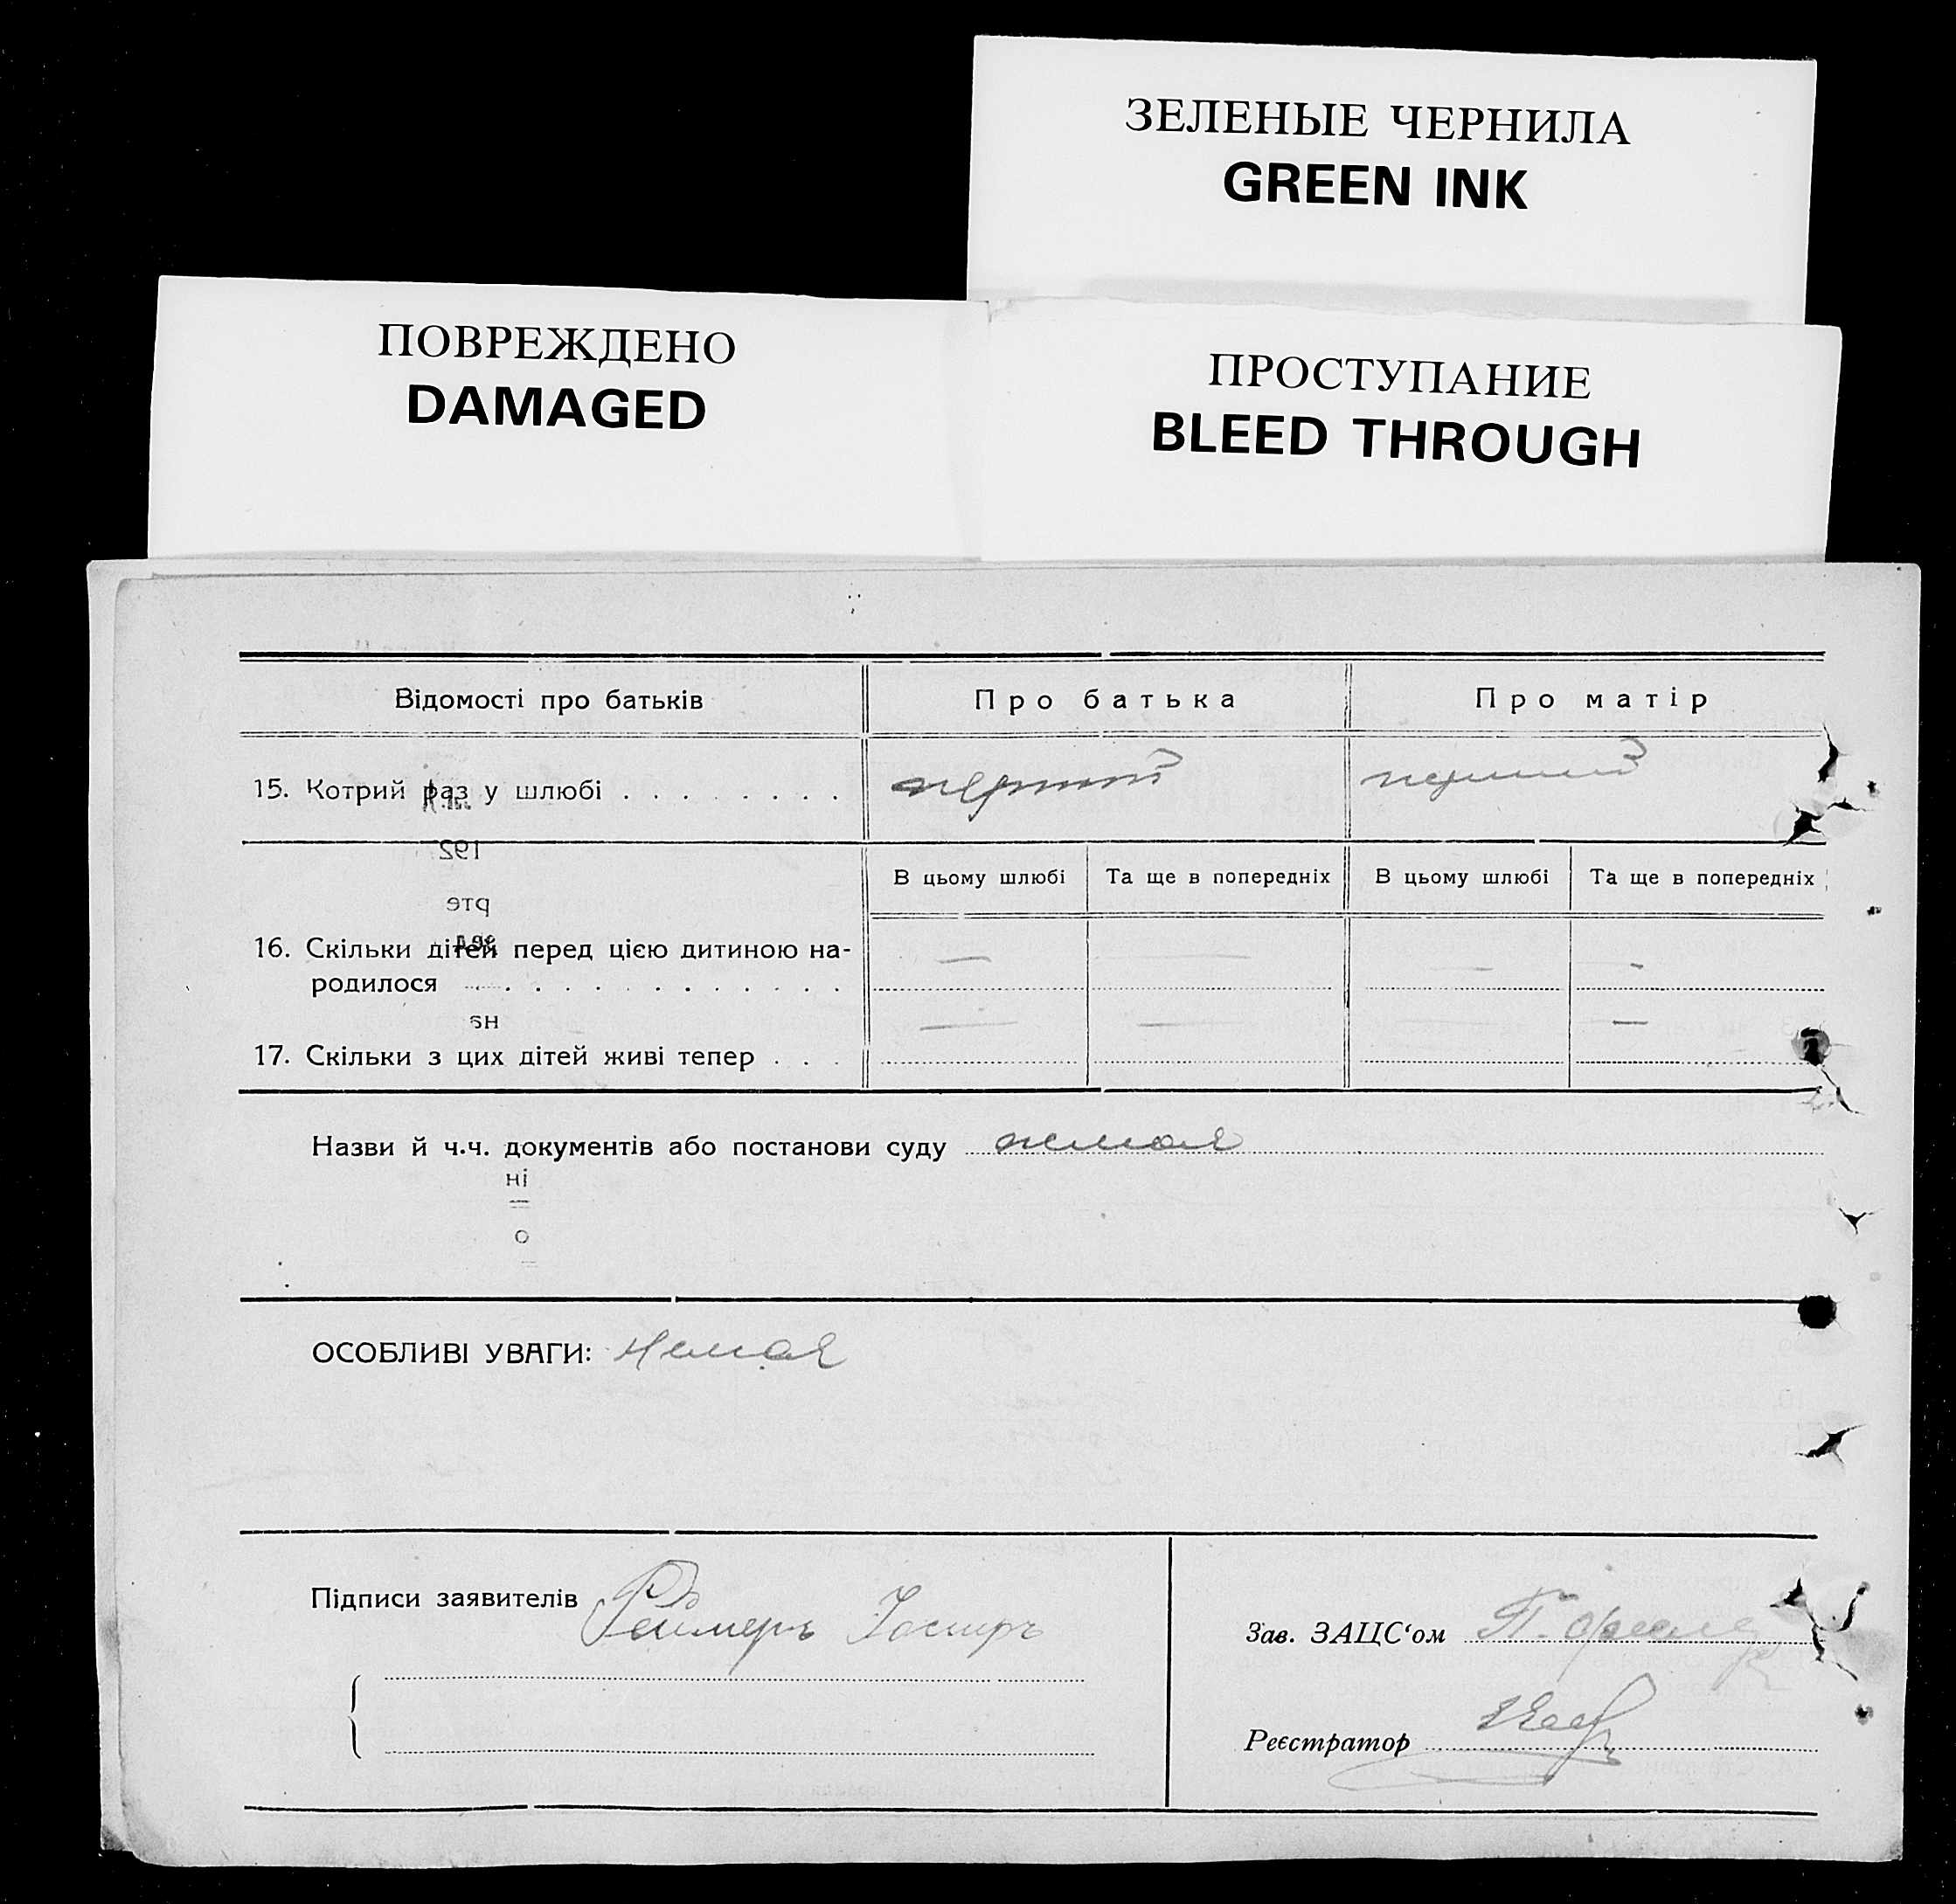 ЗЕЛЕНЫЕ ЧЕРНИЛА
GREEN INK
ПОВРЕЖДЕНО
DAMAGED
ПРОСТУПАНИЕ
BLEED THROUGH
Відомості про батьків
Про батька
Про матір
15. Котрий раз у шлюбі . . . . . . . .
перший
перший
В цьому шлюбі
Та ще в попередніх
В цьому шлюбі
Та ще в попередніх
16. Скільки дітей перед цією дитиною на-
родилося . . . . . . . . . . . .
— — — —
17. Скільки з цих дітей живі тепер . . .
— — — —
Назви й ч.ч. документів або постанови суду немає
ОСОБЛИВІ УВАГИ: Немає
Підписи заявителів Реимеръ
Зав. ЗАЦС‘ом П.
Реєстратор